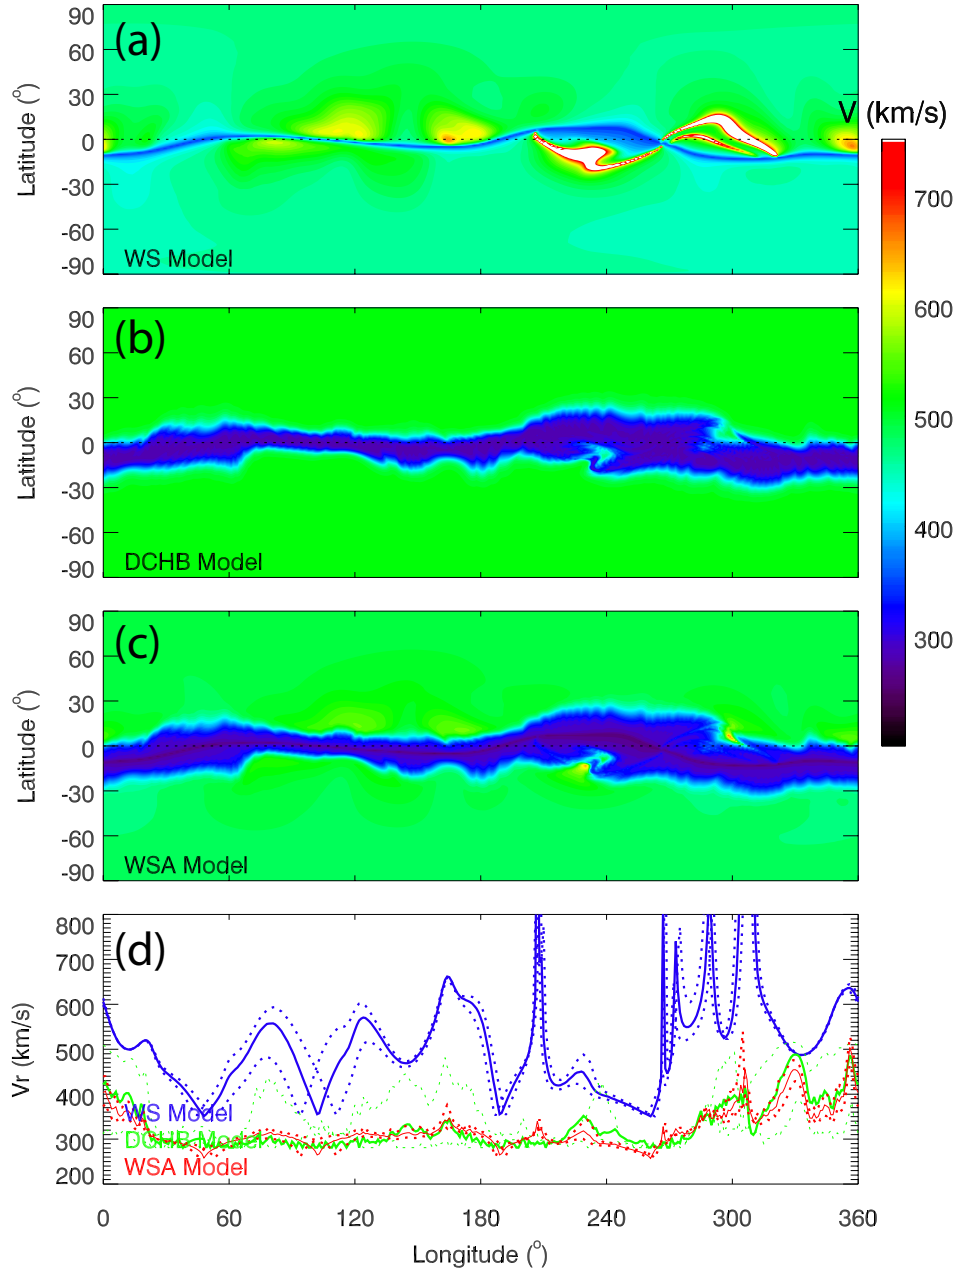 (a)
90
60
30
0
-30
-60
-90
Latitude (°)
WS Model
V (km/s)
700
600
500
400
300
(b)
90
60
30
0
-30
-60
-90
Latitude (°)
DCHB Model
(c)
90
60
30
0
-30
-60
-90
Latitude (°)
WSA Model
(d)
800
700
600
500
400
300
200
Vr (km/s)
WS Model
DCHB Model
WSA Model
0 60 120 180 240 300 360
Longitude (°)